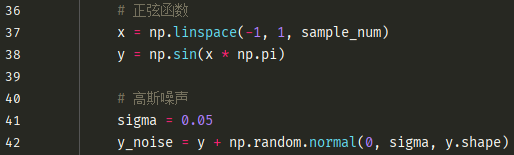 36 # 正弦函数
37 x = np.linspace(-1, 1, sample_num)
38 y = np.sin(x * np.pi)
39
40 # 高斯噪声
41 sigma = 0.05
42 y_noise = y + np.random.normal(0, sigma, y.shape)